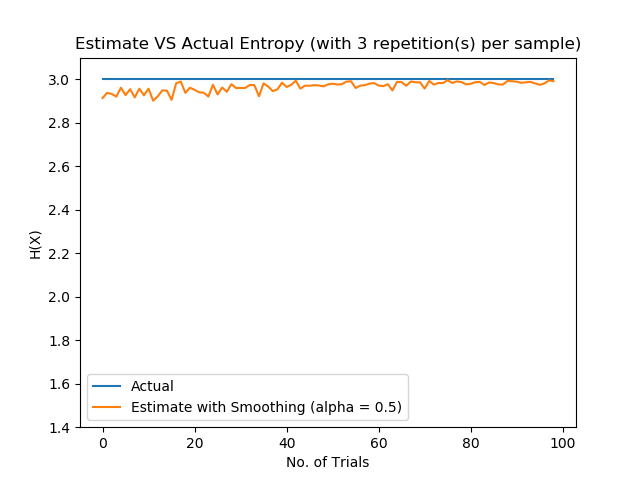 Estimate VS Actual Entropy (with 3 repetition(s) per sample)
3.0
2.8
2.6
2.4
2.2
2.0
1.8
1.6
1.4
H(X)
Actual
Estimate with Smoothing (alpha = 0.5)
0 20 40 60 80 100
No. of Trials